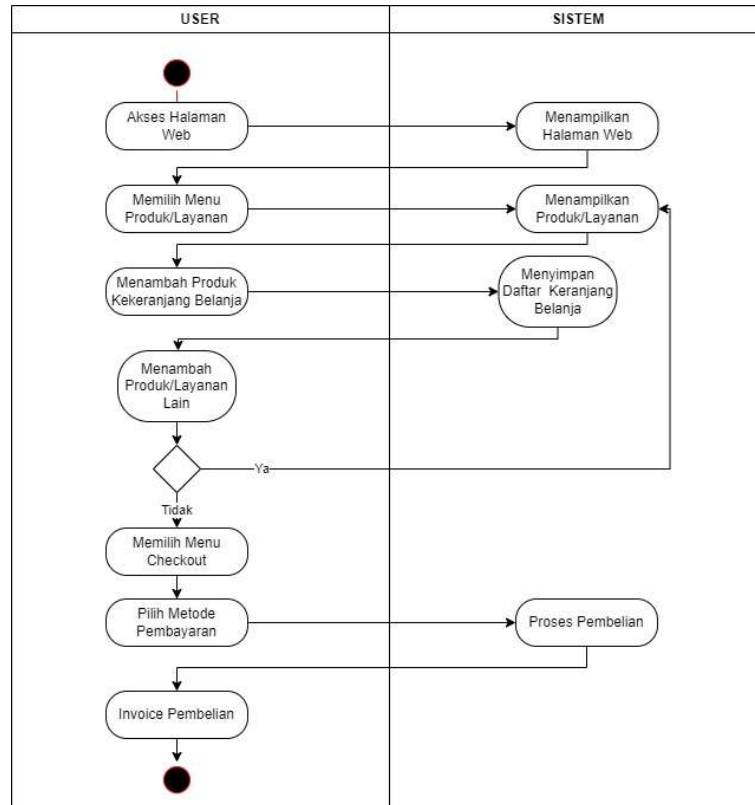 USER
SISTEM
Akses Halaman
Web
Menampilkan
Halaman Web
Memilih Menu
Produk/Layanan
Menampilkan
Produk/Layanan
Menambah Produk
Kekeranjang Belanja
Menyimpan
Daftar Keranjang
Belanja
Menambah
Produk/Layanan
Lain
Ya
Tidak
Memilih Menu
Checkout
Pilih Metode
Pembayaran
Proses Pembelian
Invoice Pembelian